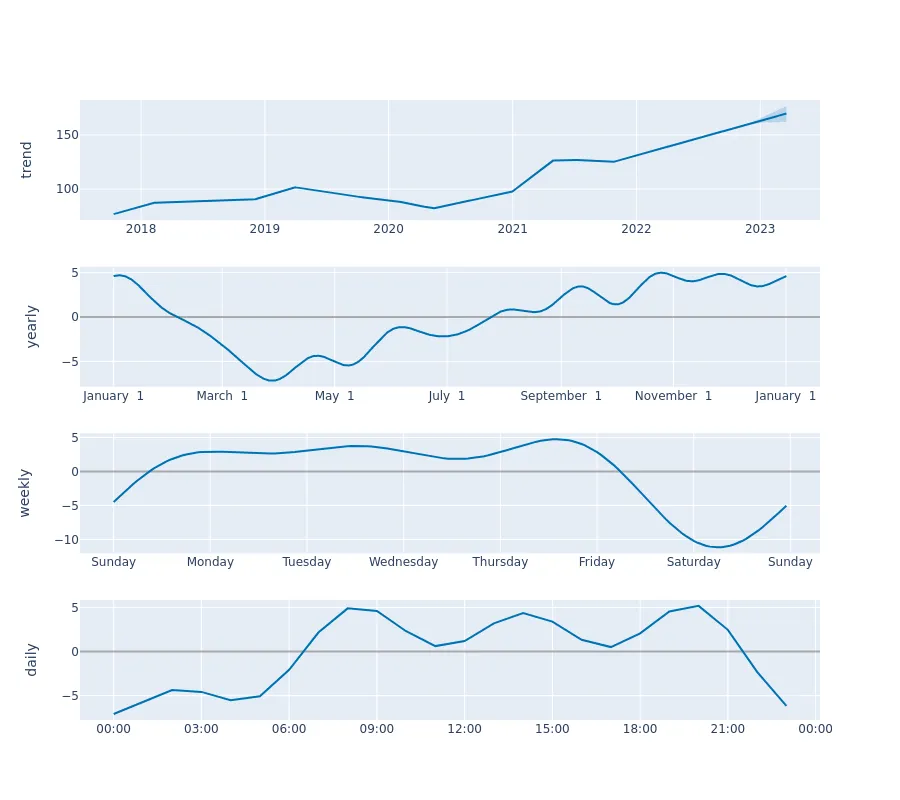 trend
150
100
2018 2019 2020 2021 2022 2023
yearly
5
0
−5
January 1 March 1 May 1 July 1 September 1 November 1 January 1
weekly
5
0
−5
−10
Sunday Monday Tuesday Wednesday Thursday Friday Saturday Sunday
daily
5
0
−5
00:00 03:00 06:00 09:00 12:00 15:00 18:00 21:00 00:00